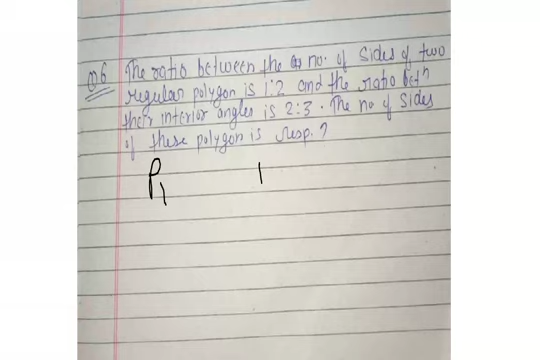 Q6 The ratio between the no. of sides of two
regular polygon is 1:2 and the ratio betⁿ
their interior angles is 2:3. The no of sides
of these polygon is resp. ?
P1 1